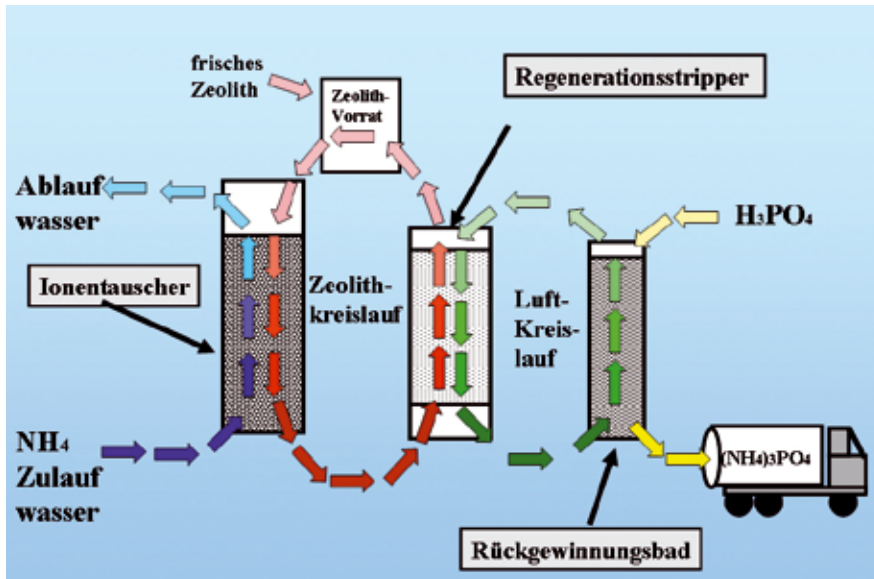 frisches
Zeolith
Zeolith-
Vorrat
Regenerationsstripper
Ablauf
wasser
H₃PO₄
Ionentauscher
Zeolith-
kreislauf
Luft-
Kreis-
lauf
NH₄
Zulauf
wasser
(NH₄)₃PO₄
Rückgewinnungsbad